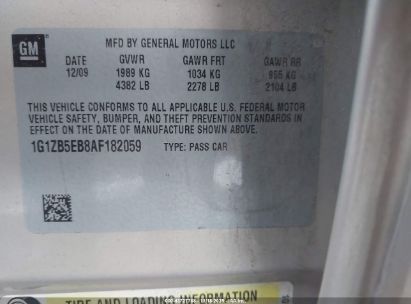 GM
MFD BY GENERAL MOTORS LLC
DATE GVWR GAWR FRT GAWR RR
12/09 1989 KG 1034 KG 955 KG
4382 LB 2278 LB 2104 LB
THIS VEHICLE CONFORMS TO ALL APPLICABLE U.S. FEDERAL MOTOR
VEHICLE SAFETY, BUMPER, AND THEFT PREVENTION STANDARDS
IN EFFECT ON THE DATE OF MANUFACTURE SHOWN ABOVE.
1G1ZB5EB8AF182059 TYPE: PASS CAR
TIRE AND LOADING INFORMATION